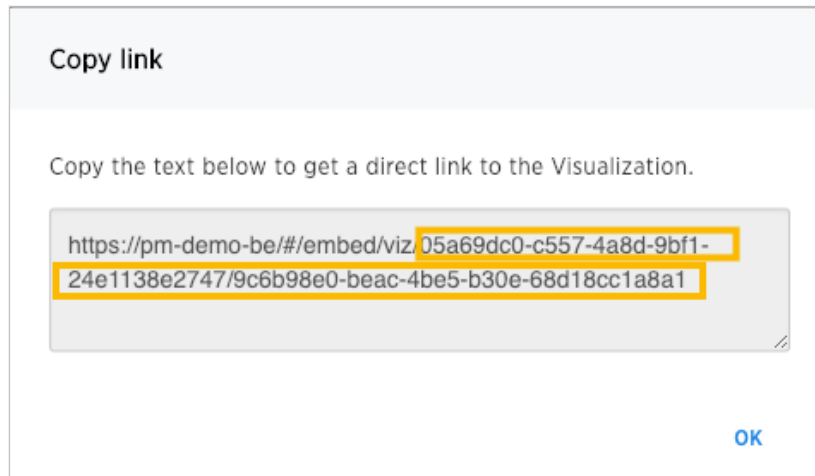 Copy link
Copy the text below to get a direct link to the Visualization.
https://pm-demo-be/#/embed/viz/05a69dc0-c557-4a8d-9bf1-
24e1138e2747/9c6b98e0-beac-4be5-b30e-68d18cc1a8a1
OK